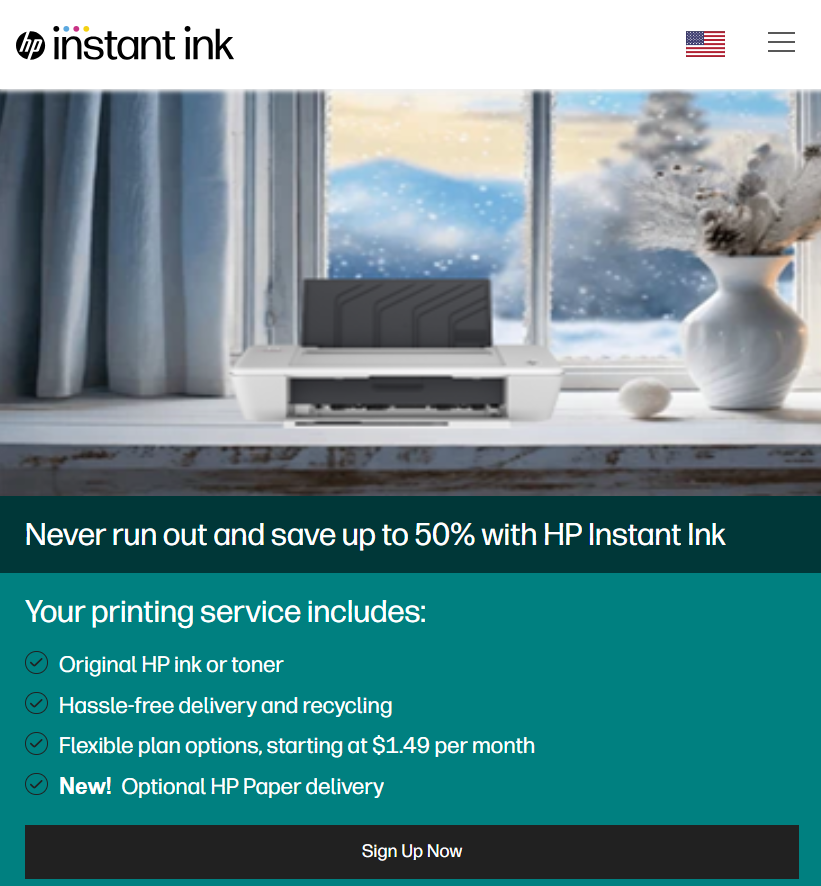 hp instant ink
Never run out and save up to 50% with HP Instant Ink
Your printing service includes:
Original HP ink or toner
Hassle-free delivery and recycling
Flexible plan options, starting at $1.49 per month
New! Optional HP Paper delivery
Sign Up Now